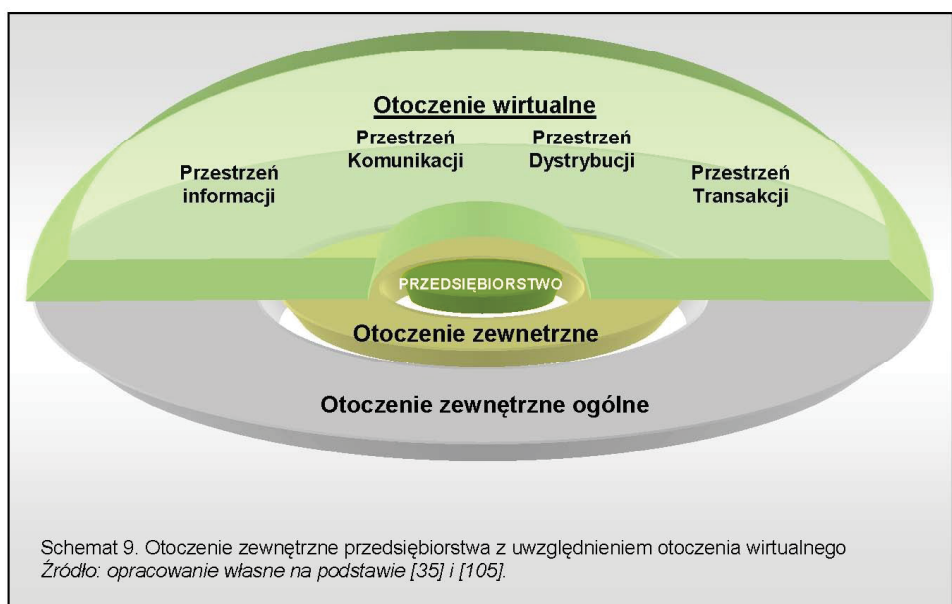 Otoczenie wirtualne
Przestrzeń
informacji
Przestrzeń
Komunikacji
Przestrzeń
Dystrybucji
Przestrzeń
Transakcji
PRZEDSIĘBIORSTWO
Otoczenie zewnetrzne
Otoczenie zewnętrzne ogólne
Schemat 9. Otoczenie zewnętrzne przedsiębiorstwa z uwzględnieniem otoczenia wirtualnego
Źródło: opracowanie własne na podstawie [35] i [105].